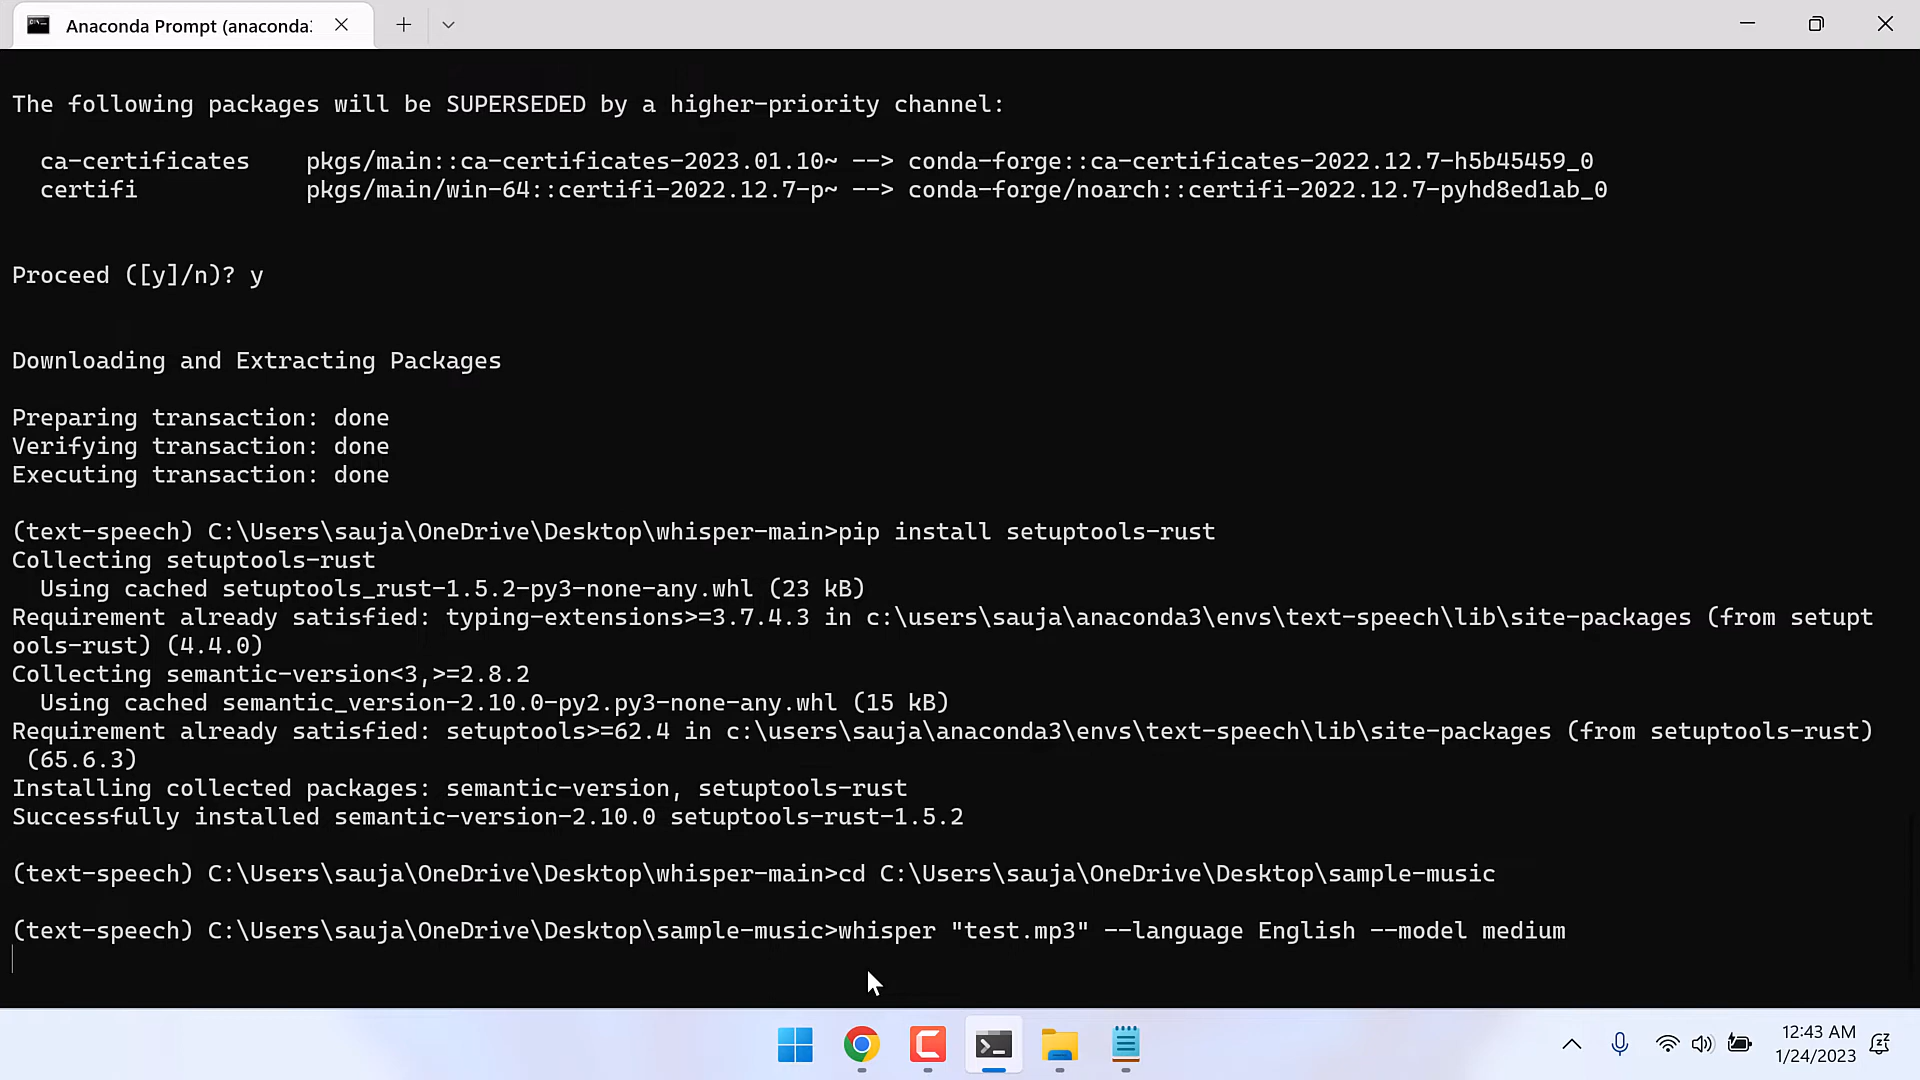 Anaconda Prompt (anaconda:
The following packages will be SUPERSEDED by a higher-priority channel:
ca-certificates pkgs/main::ca-certificates-2023.01.10~ --> conda-forge::ca-certificates-2022.12.7-h5b45459_0
certifi pkgs/main/win-64::certifi-2022.12.7-p~ --> conda-forge/noarch::certifi-2022.12.7-pyhd8ed1ab_0
Proceed ([y]/n)? y
Downloading and Extracting Packages
Preparing transaction: done
Verifying transaction: done
Executing transaction: done
(text-speech) C:\Users\sauja\OneDrive\Desktop\whisper-main>pip install setuptools-rust
Collecting setuptools-rust
Using cached setuptools_rust-1.5.2-py3-none-any.whl (23 kB)
Requirement already satisfied: typing-extensions>=3.7.4.3 in c:\users\sauja\anaconda3\envs\text-speech\lib\site-packages (from setupt
ools-rust) (4.4.0)
Collecting semantic-version<3,>=2.8.2
Using cached semantic_version-2.10.0-py2.py3-none-any.whl (15 kB)
Requirement already satisfied: setuptools>=62.4 in c:\users\sauja\anaconda3\envs\text-speech\lib\site-packages (from setuptools-rust)
(65.6.3)
Installing collected packages: semantic-version, setuptools-rust
Successfully installed semantic-version-2.10.0 setuptools-rust-1.5.2
(text-speech) C:\Users\sauja\OneDrive\Desktop\whisper-main>cd C:\Users\sauja\OneDrive\Desktop\sample-music
(text-speech) C:\Users\sauja\OneDrive\Desktop\sample-music>whisper "test.mp3" --language English --model medium
12:43 AM
1/24/2023